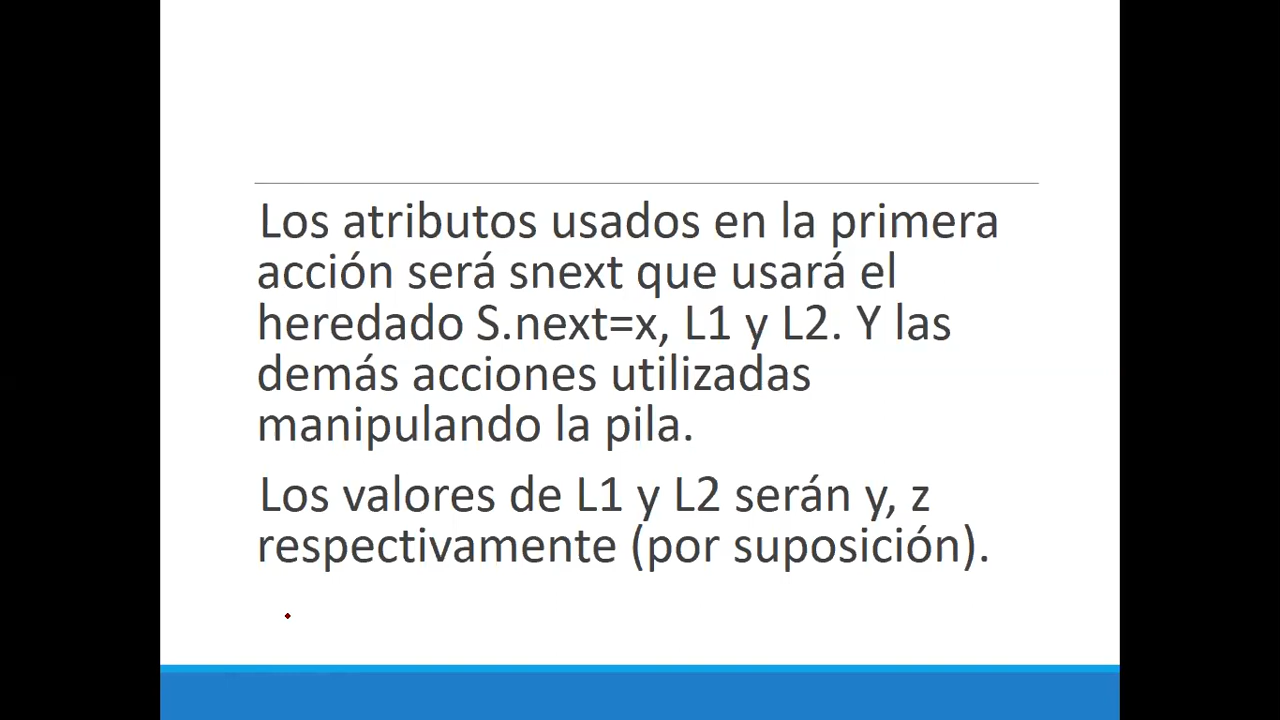 Los atributos usados en la primera
acción será snext que usará el
heredado S.next=x, L1 y L2. Y las
demás acciones utilizadas
manipulando la pila.
Los valores de L1 y L2 serán y, z
respectivamente (por suposición).